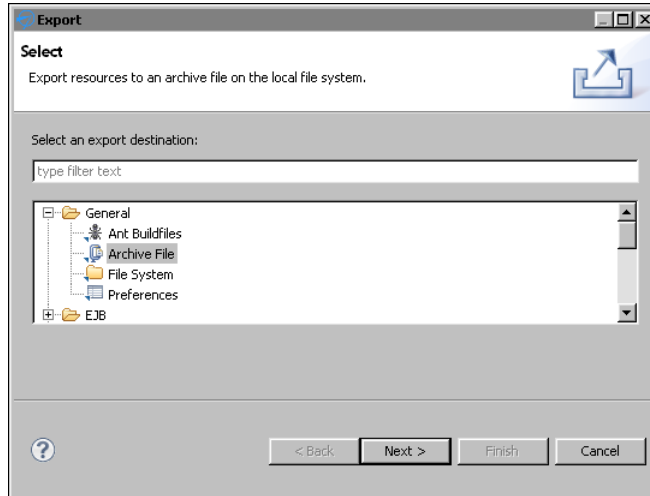 Export
Select
Export resources to an archive file on the local file system.
Select an export destination:
type filter text
General
Ant Buildfiles
Archive File
File System
Preferences
EJB
< Back
Next >
Finish
Cancel